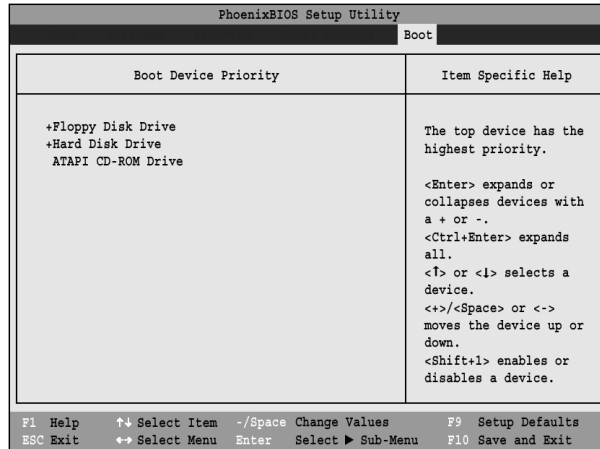 PhoenixBIOS Setup Utility
Boot
Boot Device Priority
+Floppy Disk Drive
+Hard Disk Drive
ATAPI CD-ROM Drive
Item Specific Help
The top device has the
highest priority.
<Enter> expands or
collapses devices with
a + or -.
<Ctrl+Enter> expands
all.
<↑> or <↓> selects a
device.
<+>/<Space> or <->
moves the device up or
down.
<Shift+1> enables or
disables a device.
F1 Help ↑↓ Select Item -/Space Change Values F9 Setup Defaults
ESC Exit ↔ Select Menu Enter Select ▶ Sub-Menu F10 Save and Exit